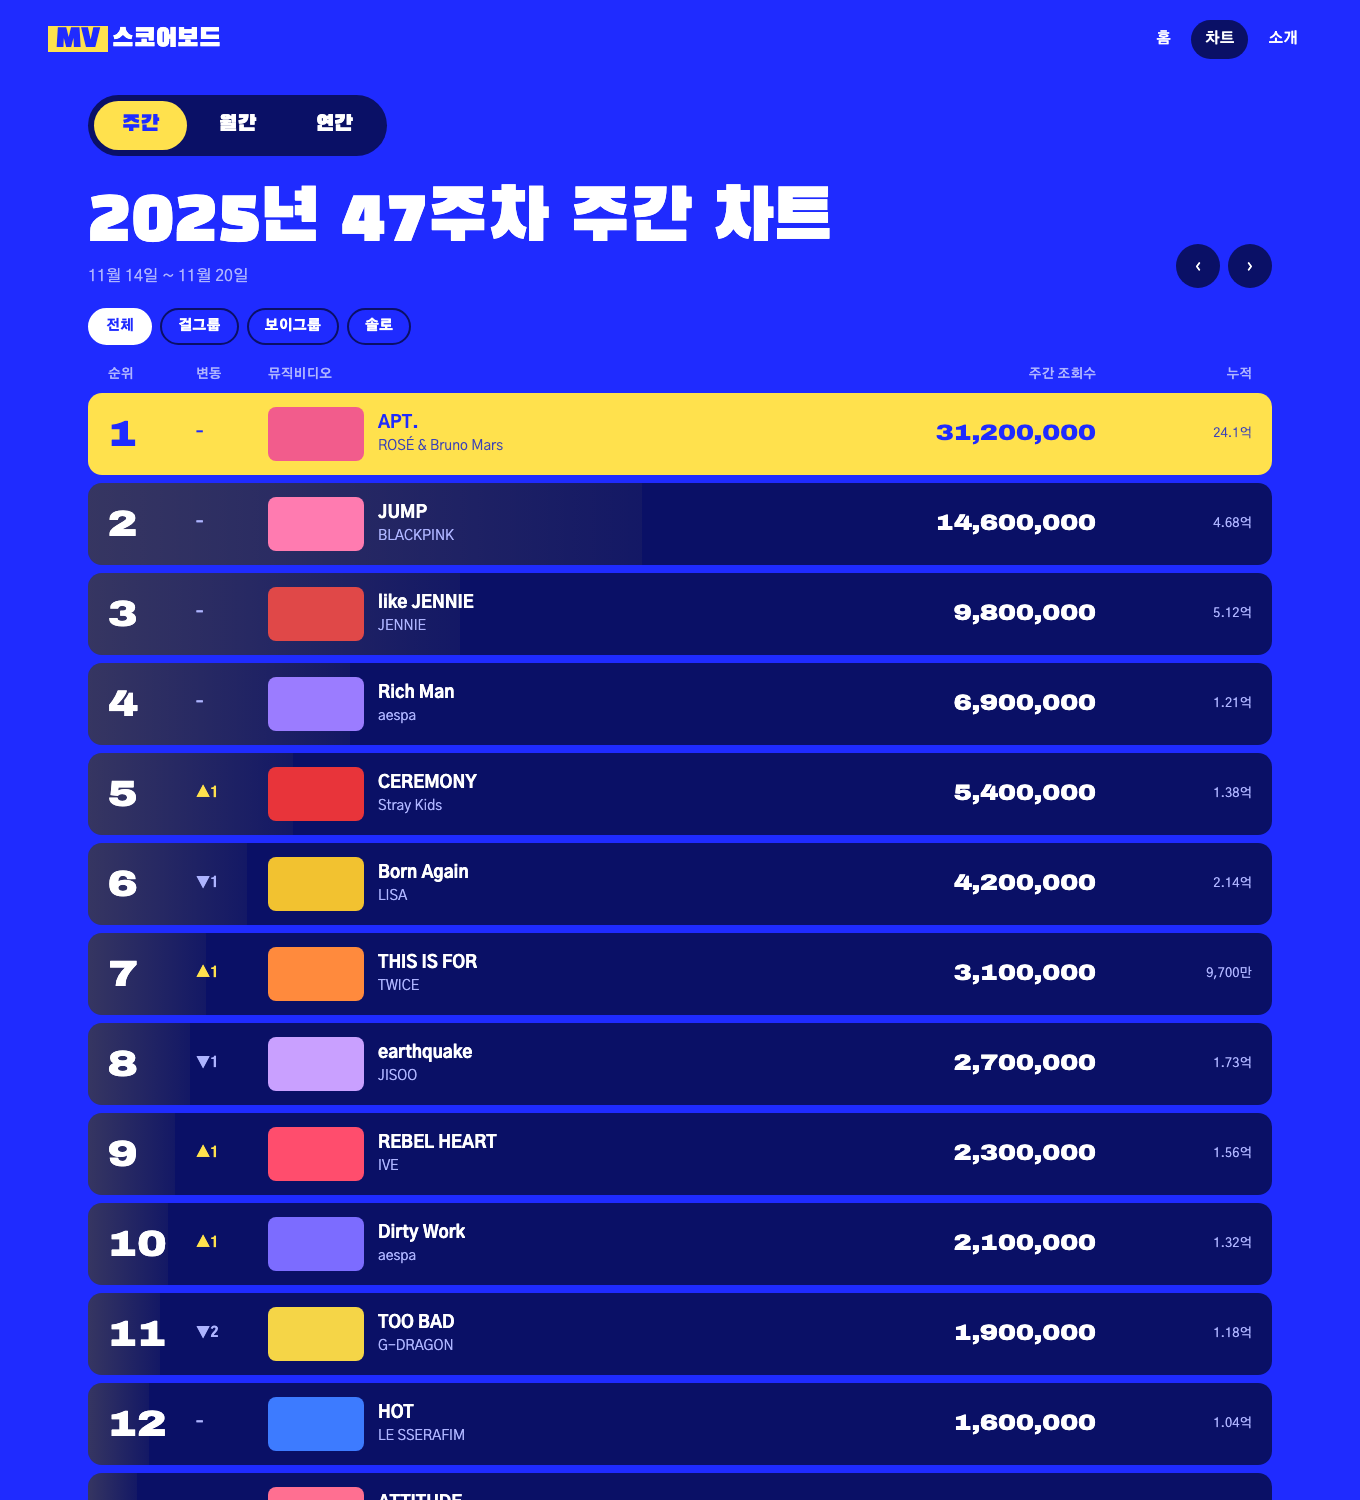 MV 스코어보드
홈 차트 소개
주간 월간 연간
2025년 47주차 주간 차트
11월 14일 ~ 11월 20일
‹ ›
전체 걸그룹 보이그룹 솔로
순위 변동 뮤직비디오 주간 조회수 누적
1 - APT. 31,200,000 24.1억
ROSÉ & Bruno Mars
2 - JUMP 14,600,000 4.68억
BLACKPINK
3 - like JENNIE 9,800,000 5.12억
JENNIE
4 - Rich Man 6,900,000 1.21억
aespa
5 ▲1 CEREMONY 5,400,000 1.38억
Stray Kids
6 ▼1 Born Again 4,200,000 2.14억
LISA
7 ▲1 THIS IS FOR 3,100,000 9,700만
TWICE
8 ▼1 earthquake 2,700,000 1.73억
JISOO
9 ▲1 REBEL HEART 2,300,000 1.56억
IVE
10 ▲1 Dirty Work 2,100,000 1.32억
aespa
11 ▼2 TOO BAD 1,900,000 1.18억
G-DRAGON
12 - HOT 1,600,000 1.04억
LE SSERAFIM
ATTITUDE